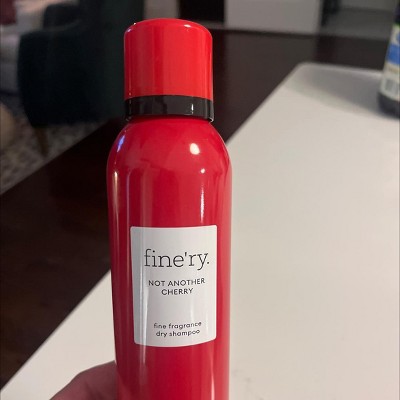 fine'ry.
NOT ANOTHER
CHERRY
fine fragrance
dry shampoo